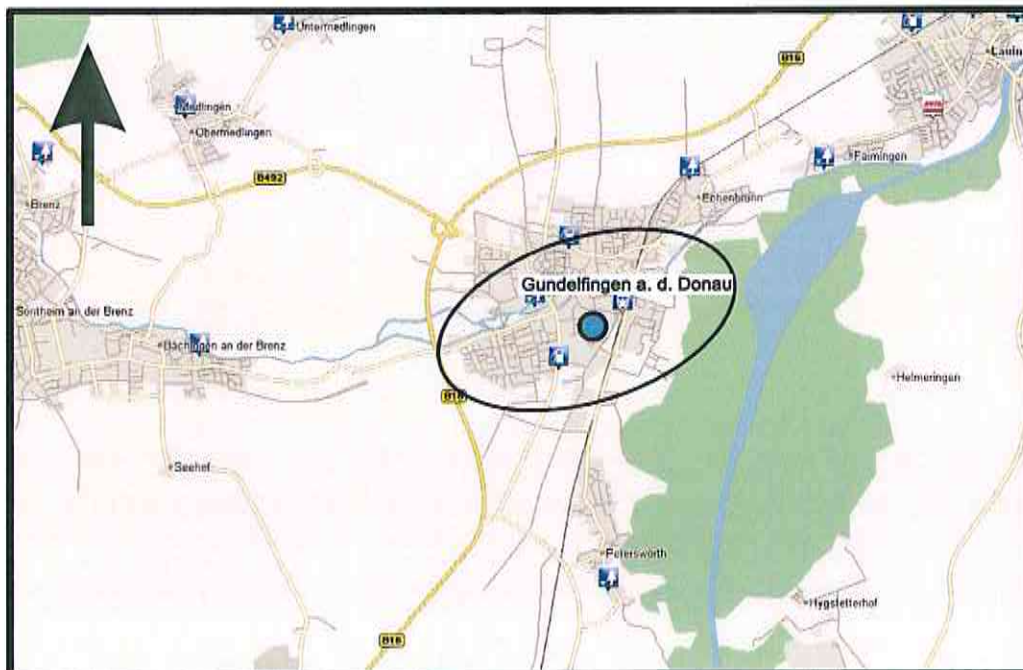 Untermedlingen
Lauin
B16
Medlingen
Obermedlingen
Faimingen
B492
Brenz
Echenbrunn
Gundelfingen a. d. Donau
Sontheim an der Brenz
Bächingen an der Brenz
Helmeringen
B16
Seehof
Peterswörth
Hygstetterhof
B16